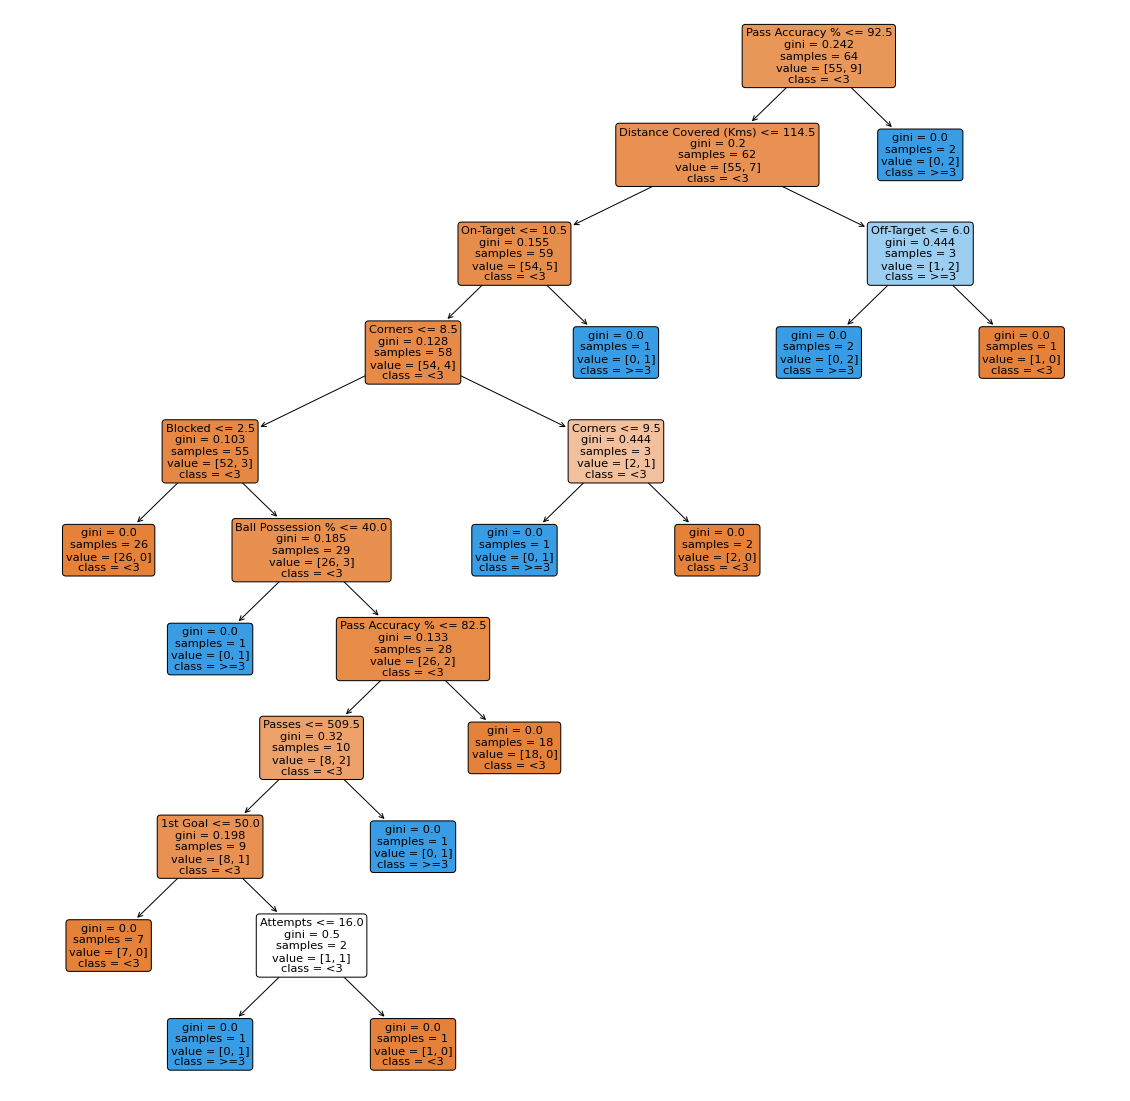 Pass Accuracy % <= 92.5
gini = 0.242
samples = 64
value = [55, 9]
class = <3
Distance Covered (Kms) <= 114.5
gini = 0.2
samples = 62
value = [55, 7]
class = <3
gini = 0.0
samples = 2
value = [0, 2]
class = >=3
On-Target <= 10.5
gini = 0.155
samples = 59
value = [54, 5]
class = <3
Off-Target <= 6.0
gini = 0.444
samples = 3
value = [1, 2]
class = >=3
Corners <= 8.5
gini = 0.128
samples = 58
value = [54, 4]
class = <3
gini = 0.0
samples = 1
value = [0, 1]
class = >=3
gini = 0.0
samples = 2
value = [0, 2]
class = >=3
gini = 0.0
samples = 1
value = [1, 0]
class = <3
Blocked <= 2.5
gini = 0.103
samples = 55
value = [52, 3]
class = <3
Corners <= 9.5
gini = 0.444
samples = 3
value = [2, 1]
class = <3
gini = 0.0
samples = 26
value = [26, 0]
class = <3
Ball Possession % <= 40.0
gini = 0.185
samples = 29
value = [26, 3]
class = <3
gini = 0.0
samples = 1
value = [0, 1]
class = >=3
gini = 0.0
samples = 2
value = [2, 0]
class = <3
gini = 0.0
samples = 1
value = [0, 1]
class = >=3
Pass Accuracy % <= 82.5
gini = 0.133
samples = 28
value = [26, 2]
class = <3
Passes <= 509.5
gini = 0.32
samples = 10
value = [8, 2]
class = <3
gini = 0.0
samples = 18
value = [18, 0]
class = <3
1st Goal <= 50.0
gini = 0.198
samples = 9
value = [8, 1]
class = <3
gini = 0.0
samples = 1
value = [0, 1]
class = >=3
gini = 0.0
samples = 7
value = [7, 0]
class = <3
Attempts <= 16.0
gini = 0.5
samples = 2
value = [1, 1]
class = <3
gini = 0.0
samples = 1
value = [0, 1]
class = >=3
gini = 0.0
samples = 1
value = [1, 0]
class = <3